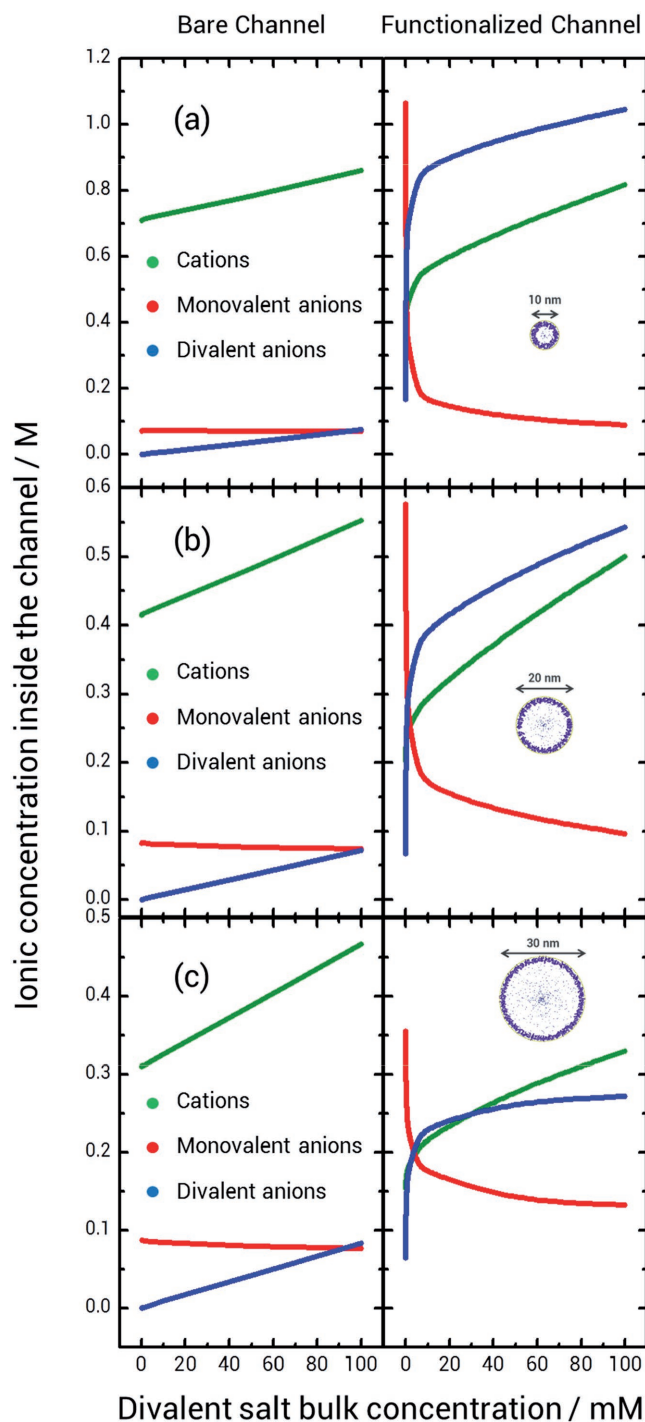 Bare Channel
Functionalized Channel
1.2
1.0
0.8
0.6
0.4
0.2
0.0
(a)
Cations
Monovalent anions
Divalent anions
10 nm
0.6
0.5
0.4
0.3
0.2
0.1
0.0
(b)
Cations
Monovalent anions
Divalent anions
20 nm
0.5
0.4
0.3
0.2
0.1
0.0
(c)
Cations
Monovalent anions
Divalent anions
30 nm
0 20 40 60 80 100
0 20 40 60 80 100
Ionic concentration inside the channel / M
Divalent salt bulk concentration / mM